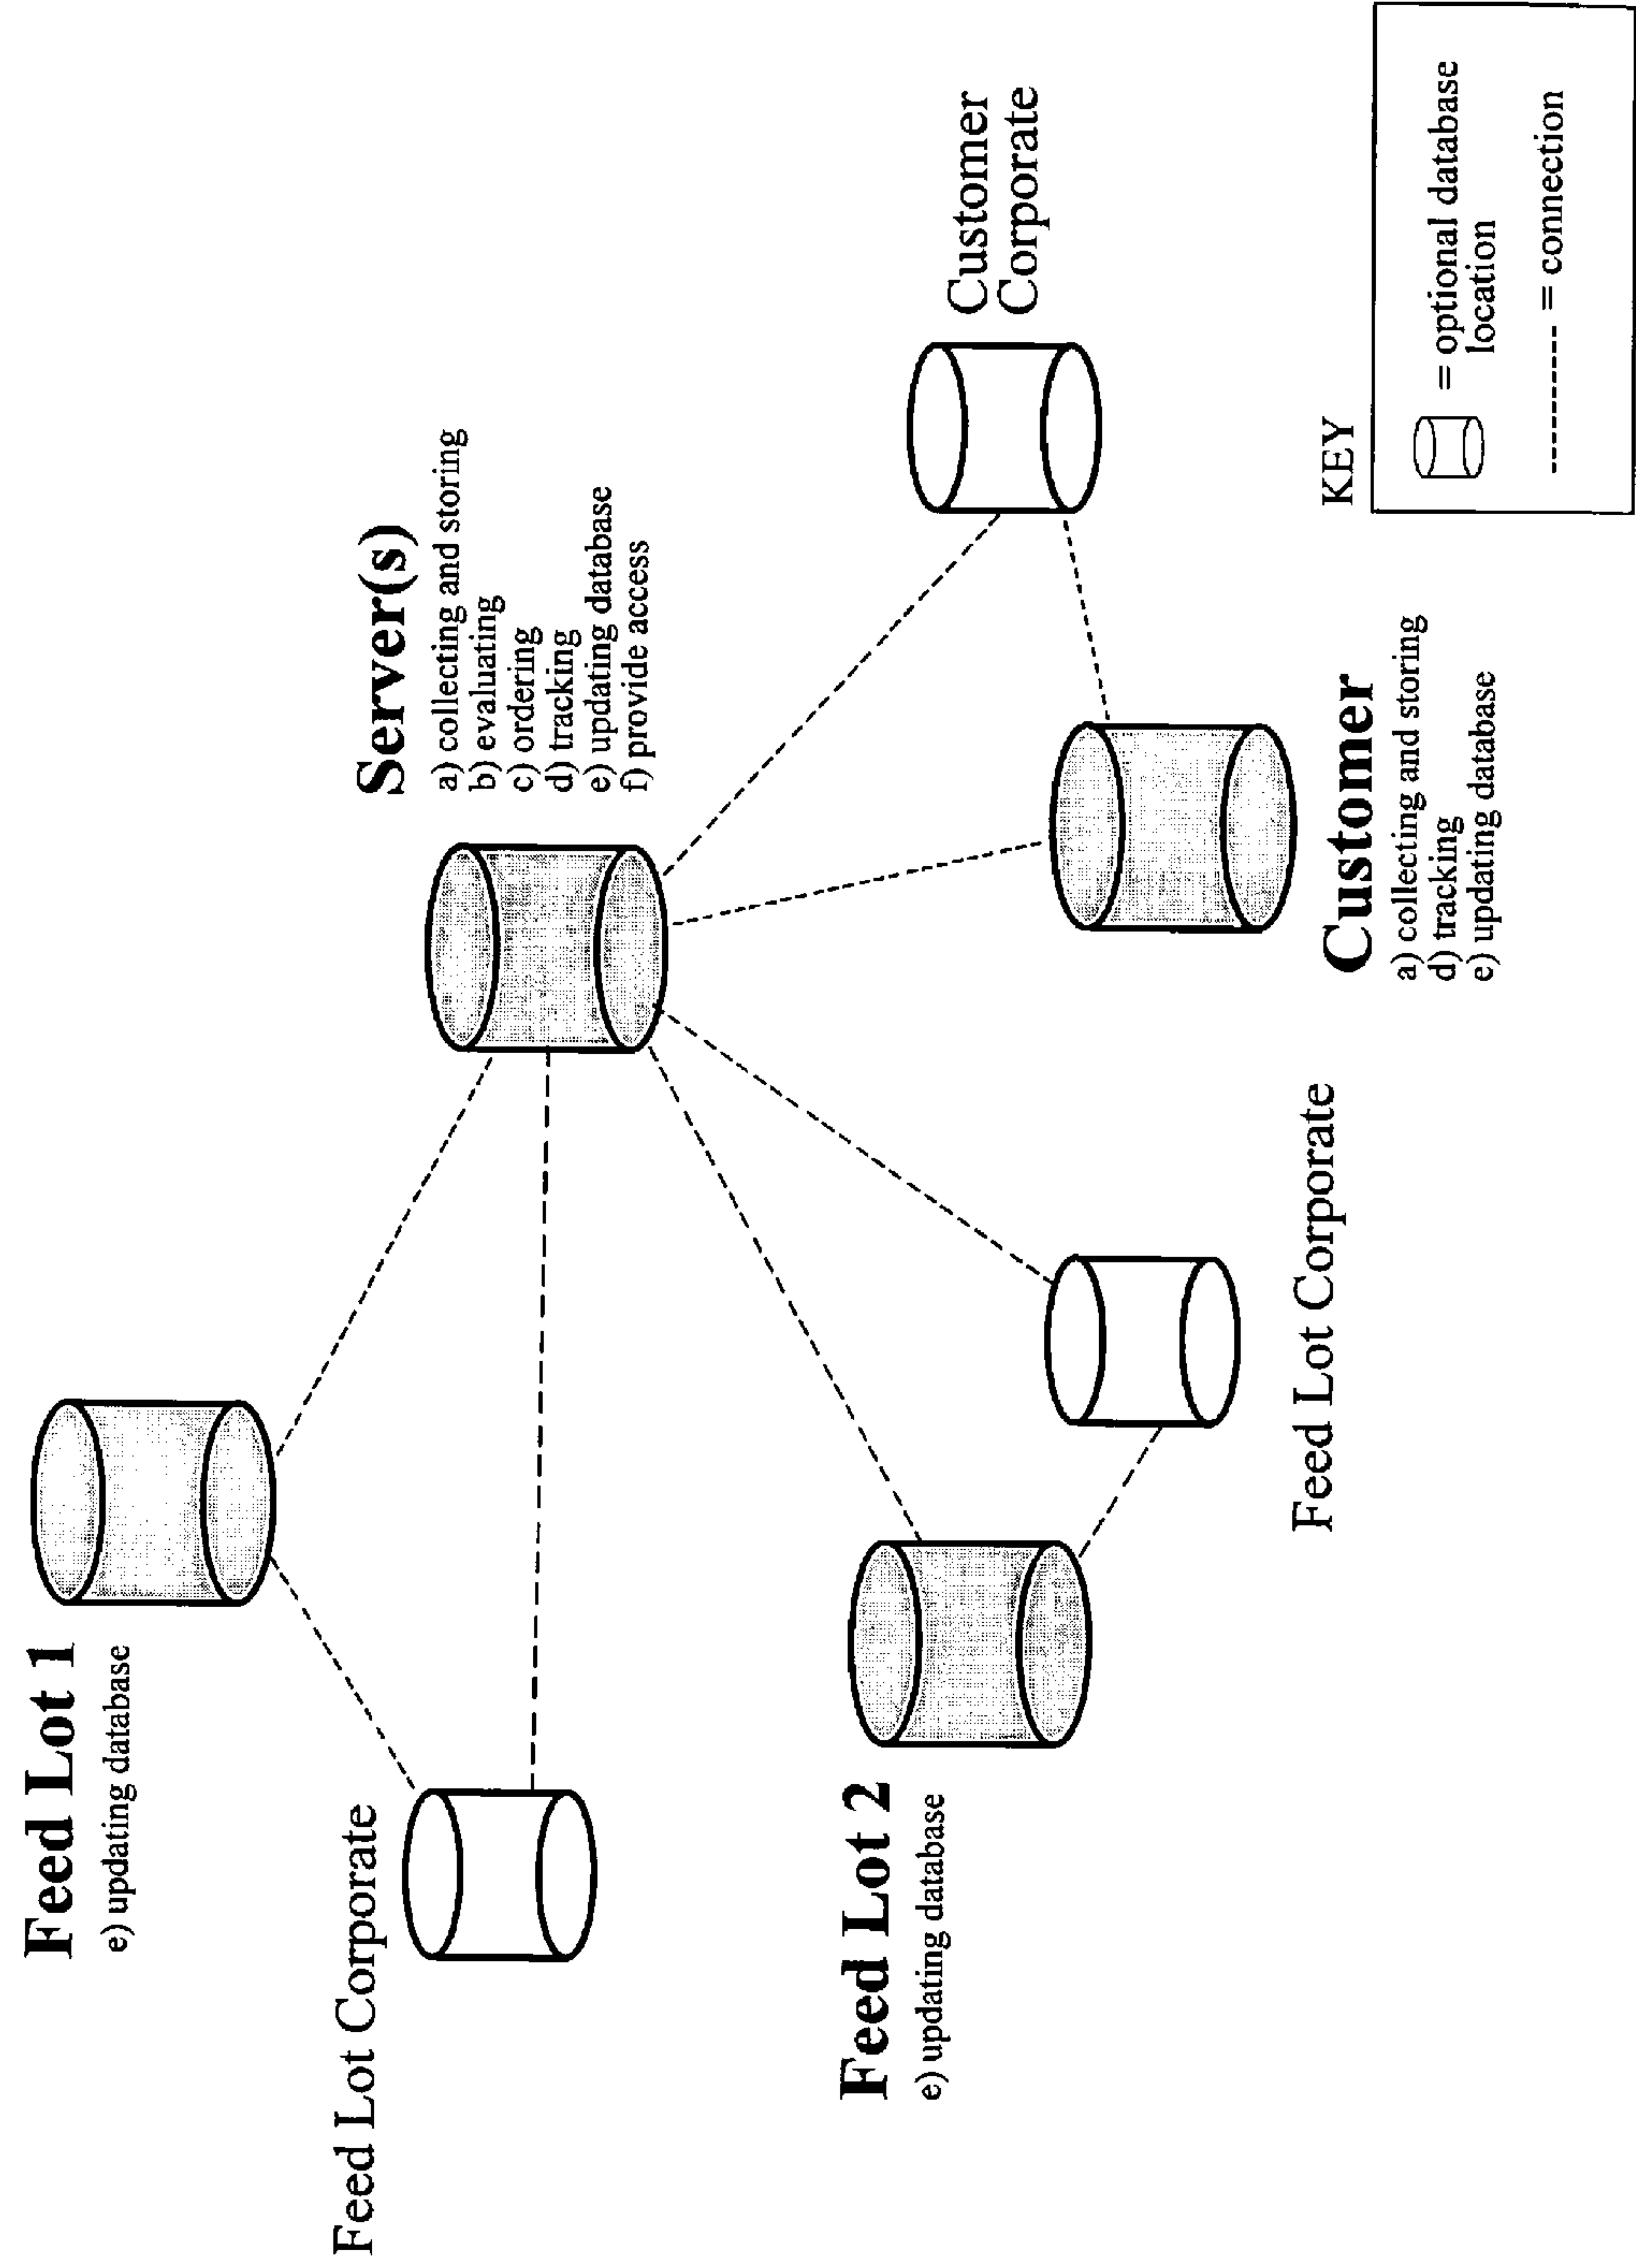 Feed Lot 1
e) updating database
Feed Lot Corporate
Server(s)
a) collecting and storing
b) evaluating
c) ordering
d) tracking
e) updating database
f) provide access
Feed Lot 2
e) updating database
Feed Lot Corporate
Customer
Corporate
Customer
a) collecting and storing
d) tracking
e) updating database
KEY
= optional database
location
---------- = connection